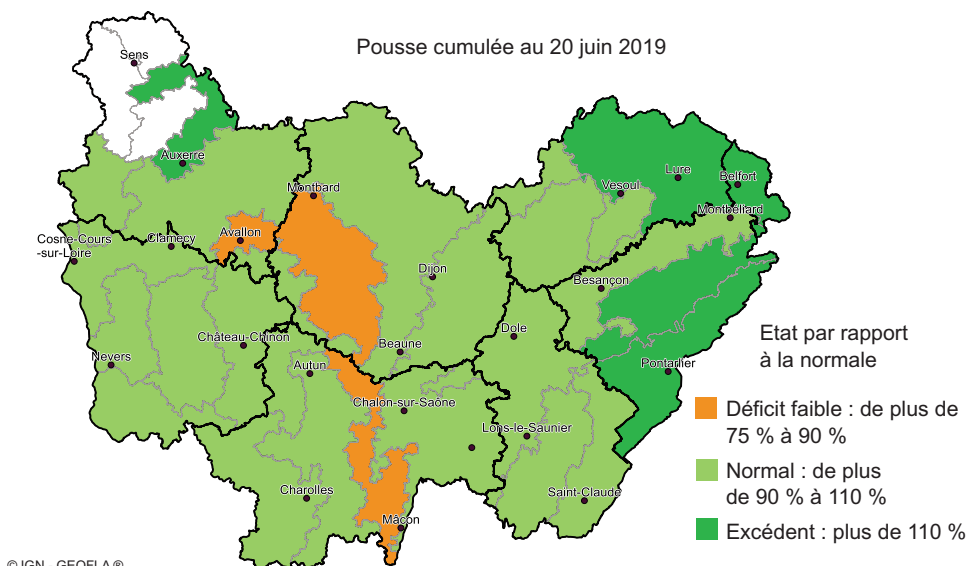 Pousse cumulée au 20 juin 2019
Sens
Auxerre
Montbard
Vesoul
Lure
Belfort
Montbéliard
Cosne-Cours
-sur-Loire
Clamecy
Avallon
Dijon
Besançon
Château-Chinon
Beaune
Dole
Nevers
Autun
Pontarlier
Chalon-sur-Saône
Lons-le-Saunier
Charolles
Saint-Claude
Mâcon
Etat par rapport
à la normale
Déficit faible : de plus de
75 % à 90 %
Normal : de plus
de 90 % à 110 %
Excédent : plus de 110 %
© IGN - GEOFLA ®